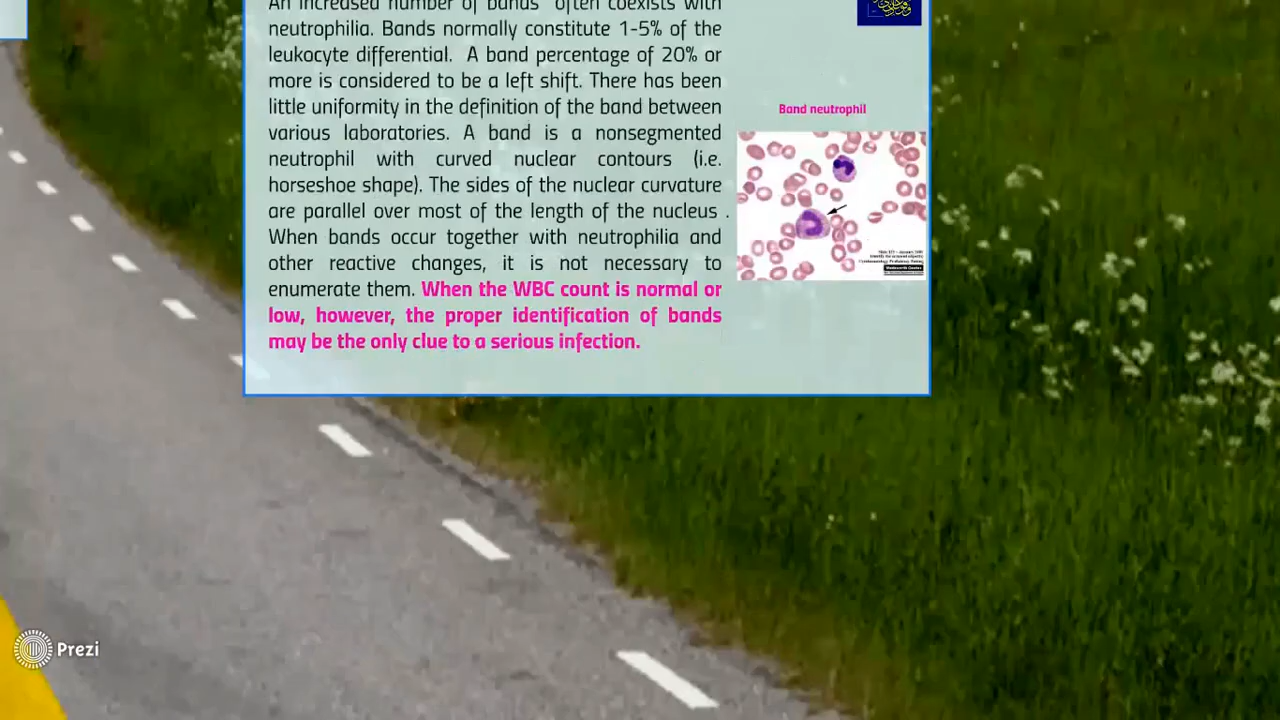 An increased number of bands often coexists with
neutrophilia. Bands normally constitute 1-5% of the
leukocyte differential. A band percentage of 20% or
more is considered to be a left shift. There has been
little uniformity in the definition of the band between
various laboratories. A band is a nonsegmented
neutrophil with curved nuclear contours (i.e.
horseshoe shape). The sides of the nuclear curvature
are parallel over most of the length of the nucleus .
When bands occur together with neutrophilia and
other reactive changes, it is not necessary to
enumerate them. When the WBC count is normal or
low, however, the proper identification of bands
may be the only clue to a serious infection.
Band neutrophil
Prezi